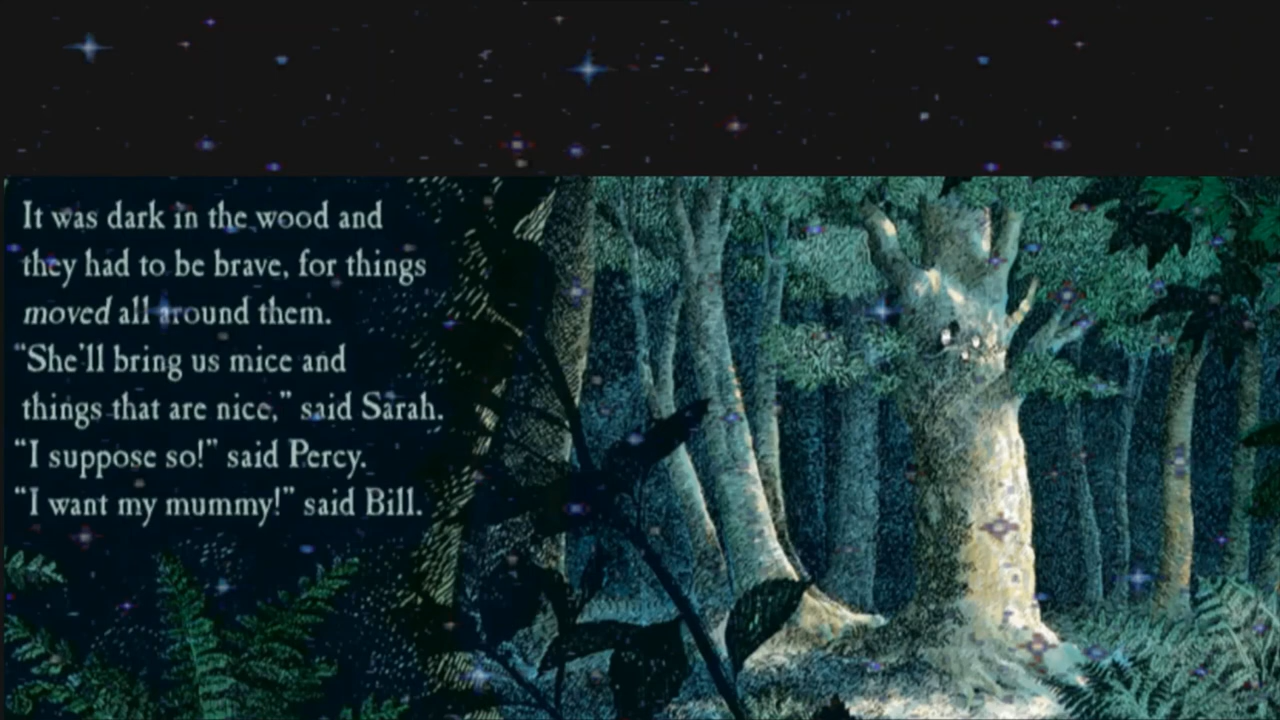 It was dark in the wood and
they had to be brave, for things
moved all around them.
“She’ll bring us mice and
things that are nice,” said Sarah.
“I suppose so!” said Percy.
“I want my mummy!” said Bill.